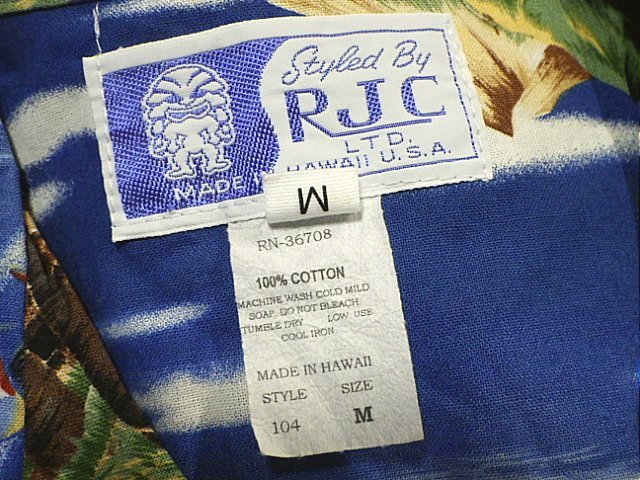 Styled By
RJC
LTD.
HAWAII U.S.A.
MADE
M
RN-36708
100% COTTON
MACHINE WASH COLD MILD
SOAP. DO NOT BLEACH
TUMBLE DRY LOW USE
COOL IRON
MADE IN HAWAII
STYLE SIZE
104 M